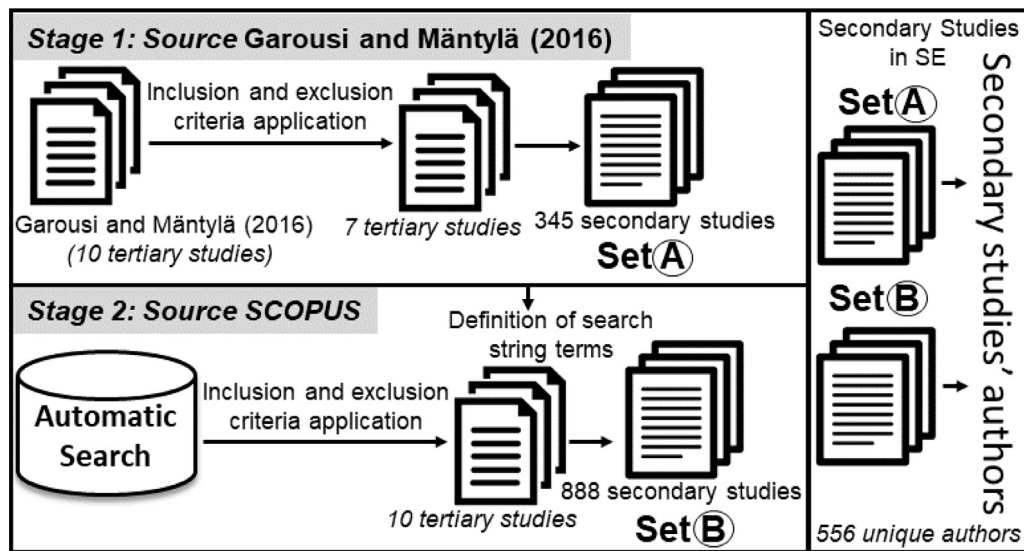 Stage 1: Source Garousi and Mäntylä (2016)
Inclusion and exclusion
criteria application
Garousi and Mäntylä (2016)
(10 tertiary studies)
7 tertiary studies
345 secondary studies
Set A
Stage 2: Source SCOPUS
Definition of search
string terms
Automatic
Search
Inclusion and exclusion
criteria application
10 tertiary studies
888 secondary studies
Set B
Secondary Studies
in SE
Set A
Set B
Secondary studies' authors
556 unique authors